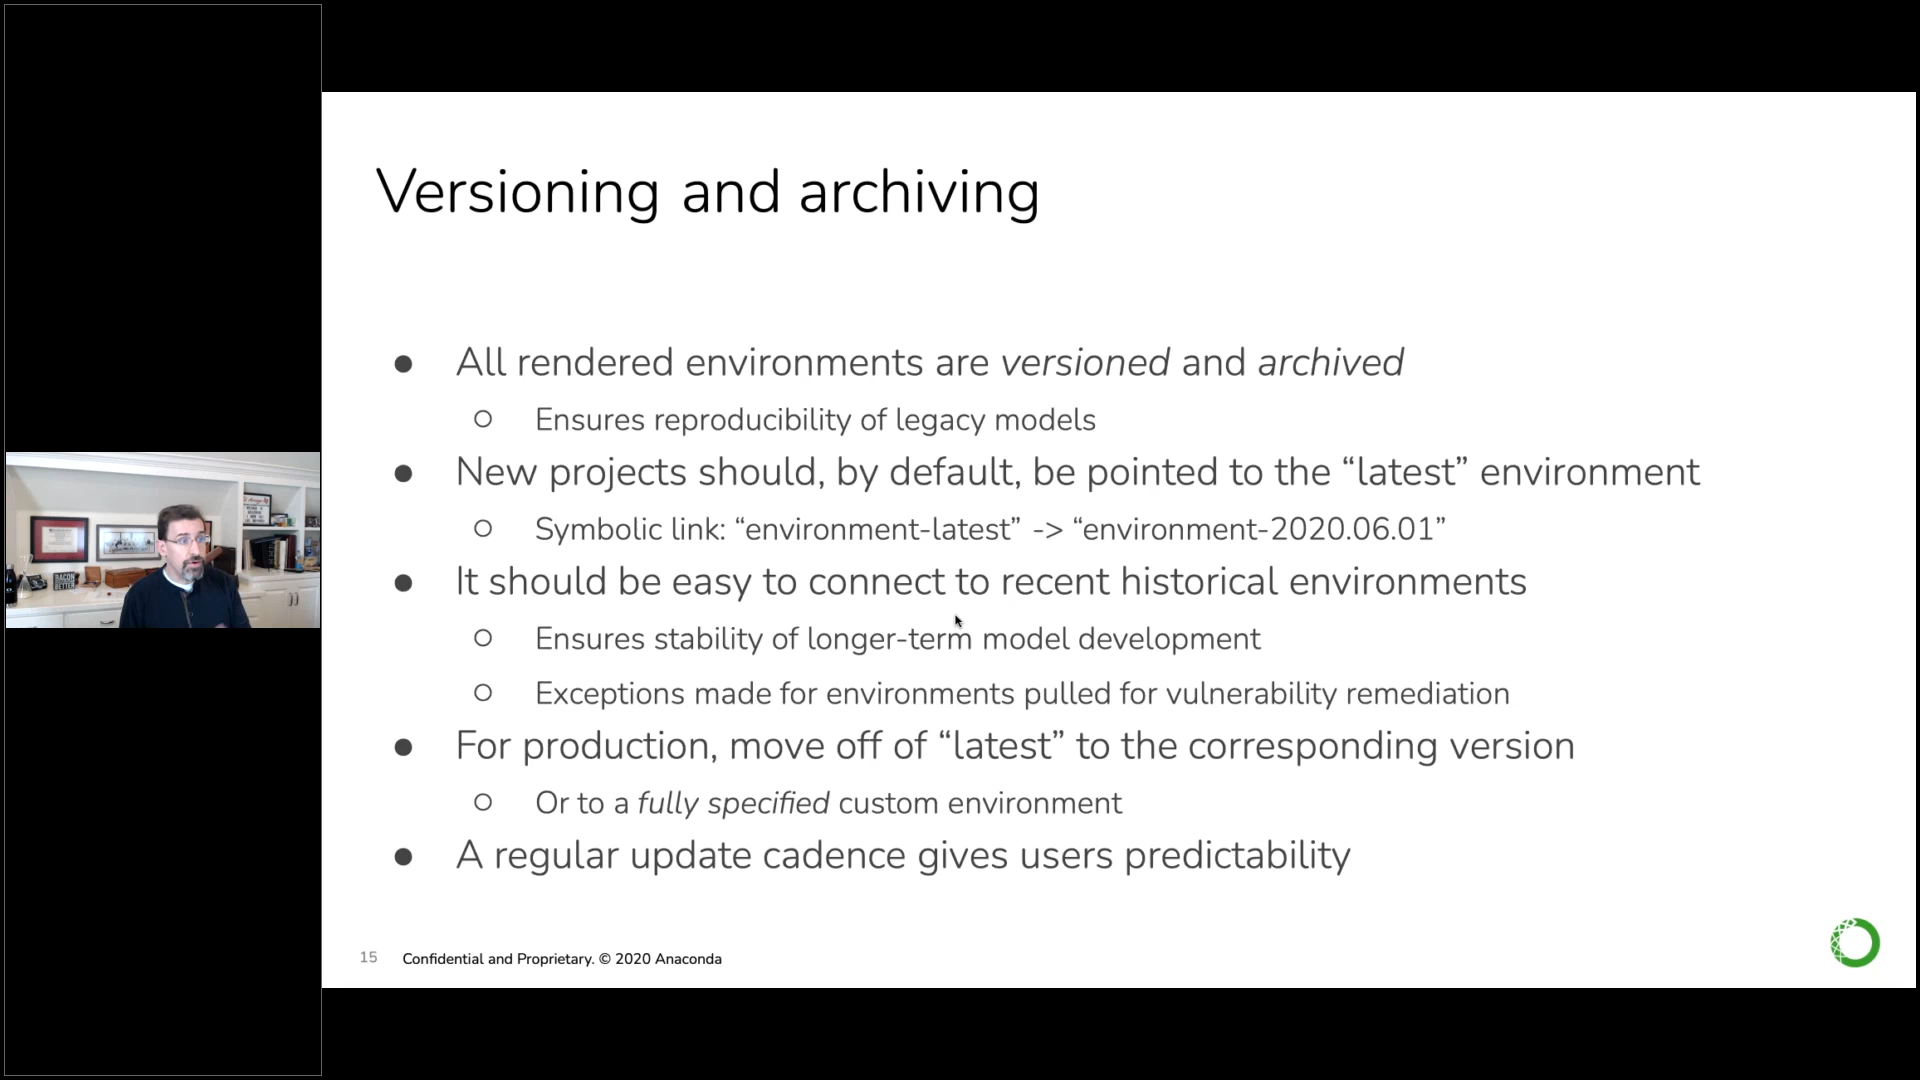 Versioning and archiving
● All rendered environments are versioned and archived
○ Ensures reproducibility of legacy models
● New projects should, by default, be pointed to the “latest” environment
○ Symbolic link: “environment-latest” -> “environment-2020.06.01”
● It should be easy to connect to recent historical environments
○ Ensures stability of longer-term model development
○ Exceptions made for environments pulled for vulnerability remediation
● For production, move off of “latest” to the corresponding version
○ Or to a fully specified custom environment
● A regular update cadence gives users predictability
15 Confidential and Proprietary. © 2020 Anaconda